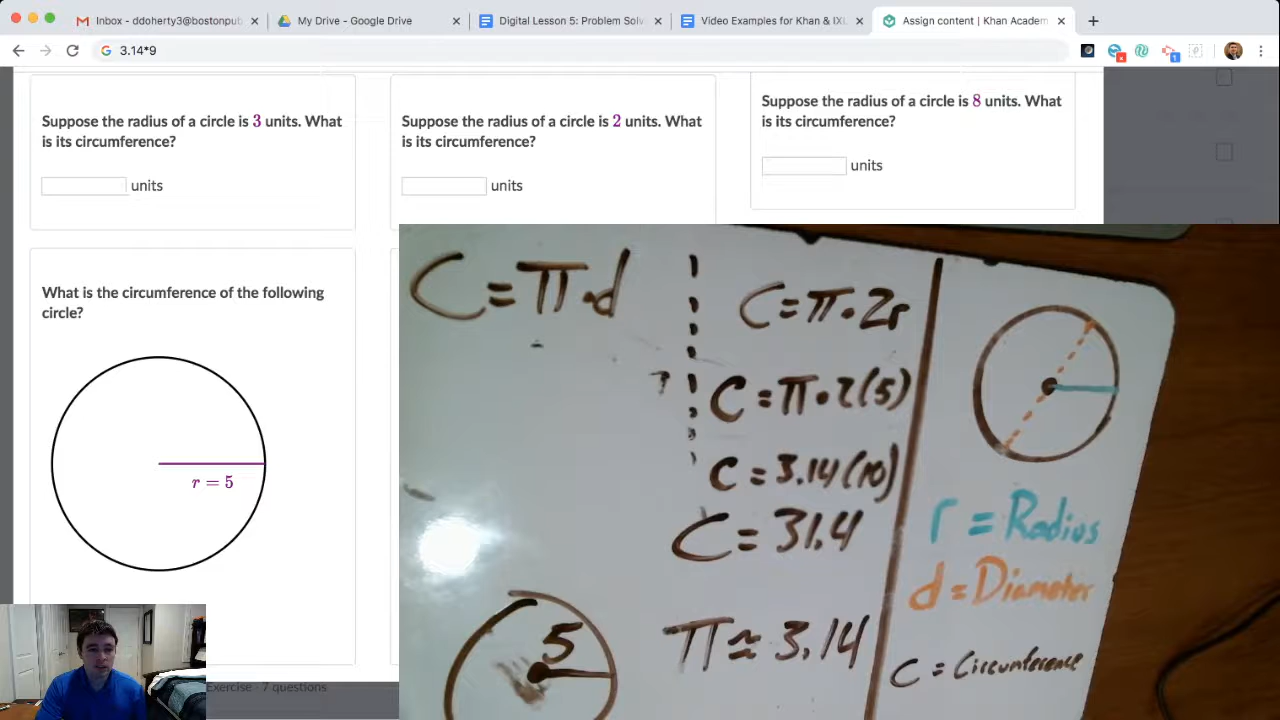 Inbox - ddoherty3@bostonpub
My Drive - Google Drive
Digital Lesson 5: Problem Solv
Video Examples for Khan & IXL
Assign content | Khan Academ
3.14*9
Suppose the radius of a circle is 3 units. What
is its circumference?
units
Suppose the radius of a circle is 2 units. What
is its circumference?
units
Suppose the radius of a circle is 8 units. What
is its circumference?
units
What is the circumference of the following
circle?
r = 5
Exercise · 7 questions
C = π · d
C = π · 2r
C = π · 2(5)
C = 3.14(10)
C = 31.4
π ≈ 3.14
5
r = Radius
d = Diameter
C = Circumference